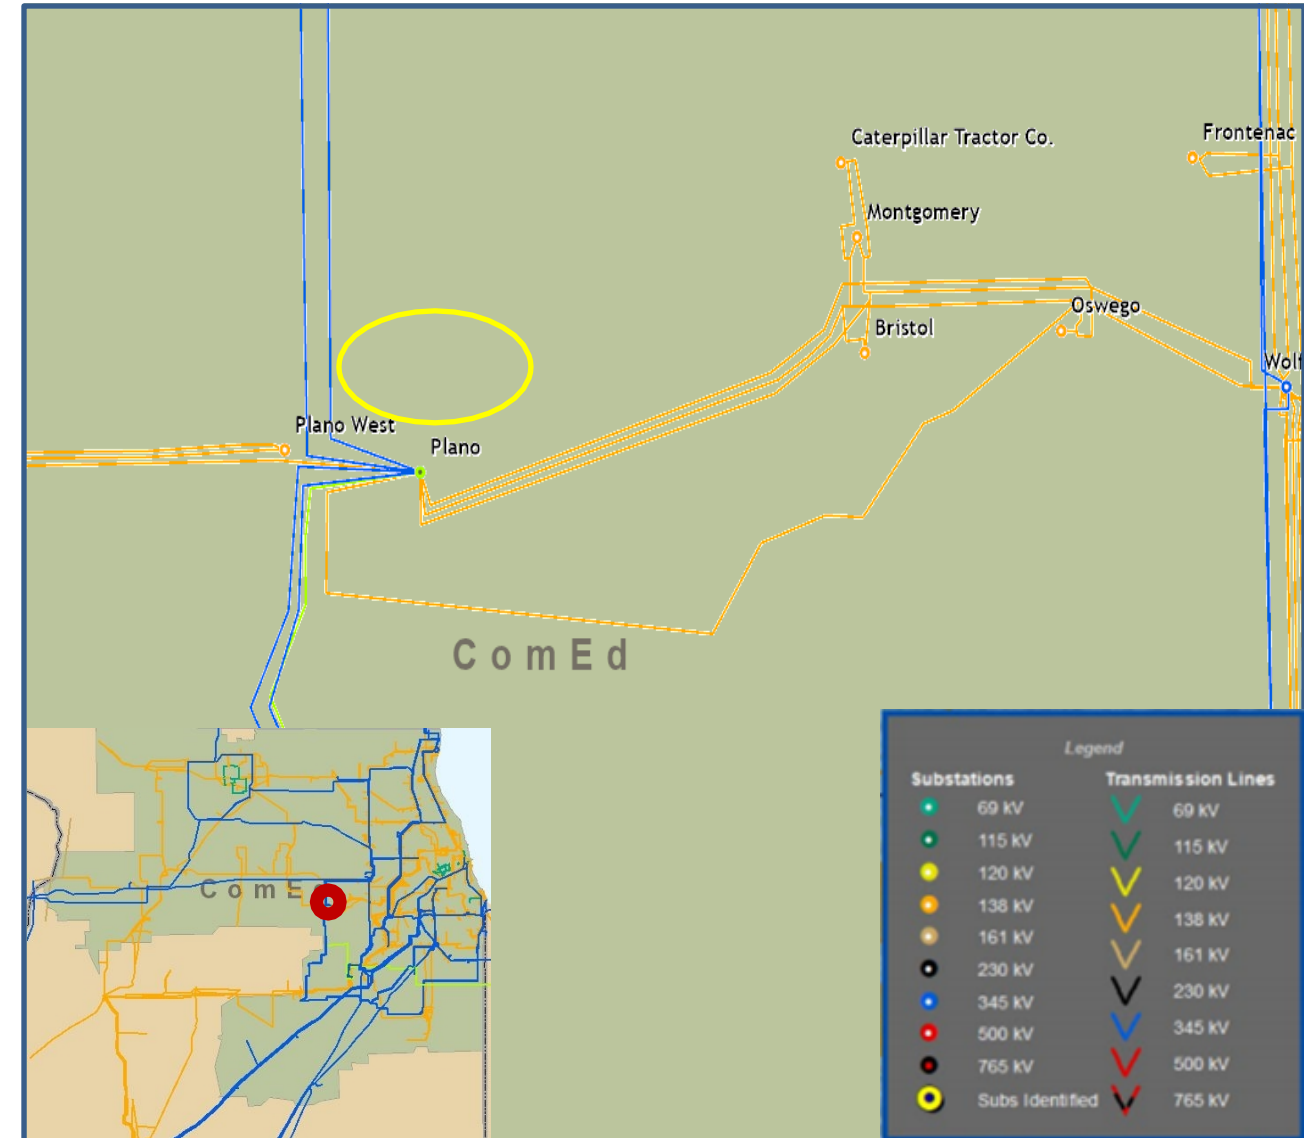 Caterpillar Tractor Co.
Frontenac
Montgomery
Oswego
Bristol
Wolf
Plano West
Plano
ComEd
ComE
Legend
Substations Transmission Lines
69 kV 69 kV
115 kV 115 kV
120 kV 120 kV
138 kV 138 kV
161 kV 161 kV
230 kV 230 kV
345 kV 345 kV
500 kV 500 kV
765 kV 765 kV
Subs Identified